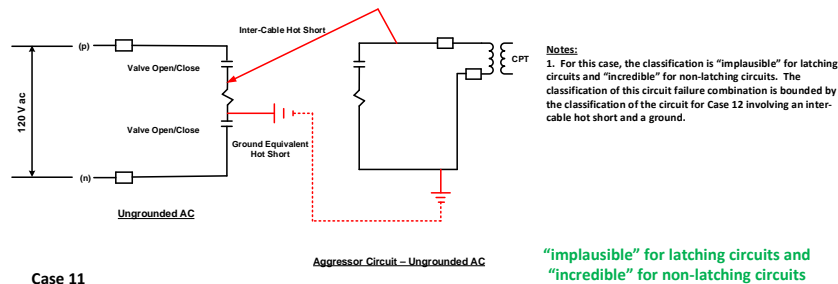 Inter-Cable Hot Short
(p)
CPT
Valve Open/Close
120 V ac
Valve Open/Close
Ground Equivalent
Hot Short
(n)
Ungrounded AC
Notes:
1. For this case, the classification is “implausible” for latching
circuits and “incredible” for non-latching circuits. The
classification of this circuit failure combination is bounded by
the classification of the circuit for Case 12 involving an inter-
cable hot short and a ground.
Aggressor Circuit – Ungrounded AC
“implausible” for latching circuits and
“incredible” for non-latching circuits
Case 11